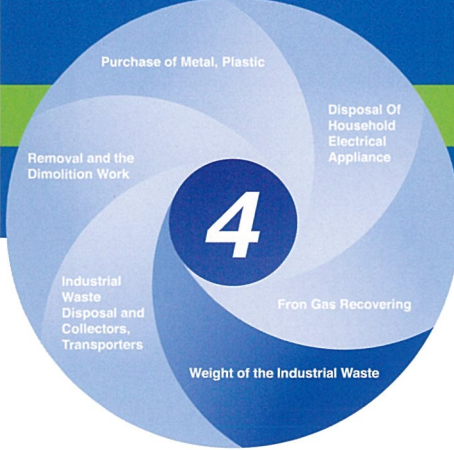 Purchase of Metal, Plastic
Disposal Of
Household
Electrical
Appliance
Removal and the
Dimolition Work
4
Industrial
Waste
Disposal and
Collectors,
Transporters
Fron Gas Recovering
Weight of the Industrial Waste